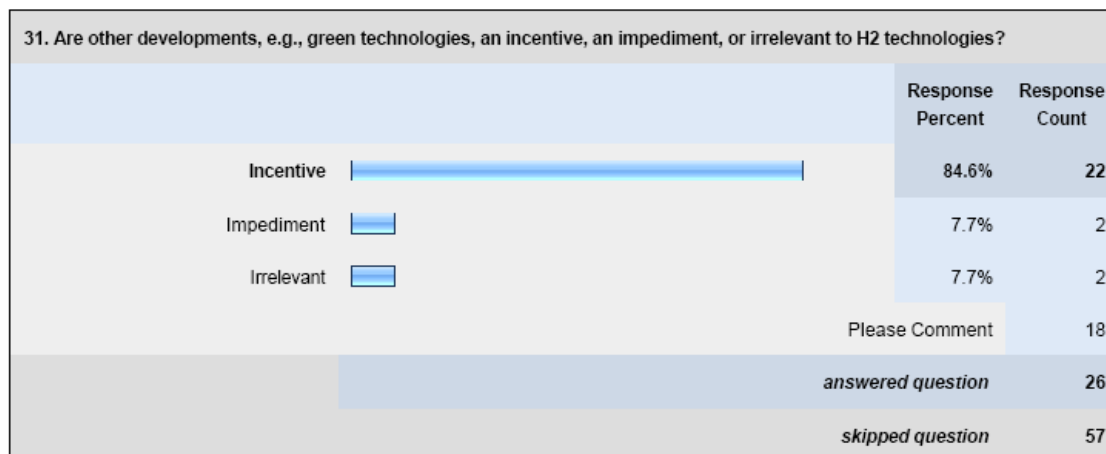 31. Are other developments, e.g., green technologies, an incentive, an impediment, or irrelevant to H2 technologies?
Response Percent Response Count
Incentive 84.6% 22
Impediment 7.7% 2
Irrelevant 7.7% 2
Please Comment 18
answered question 26
skipped question 57